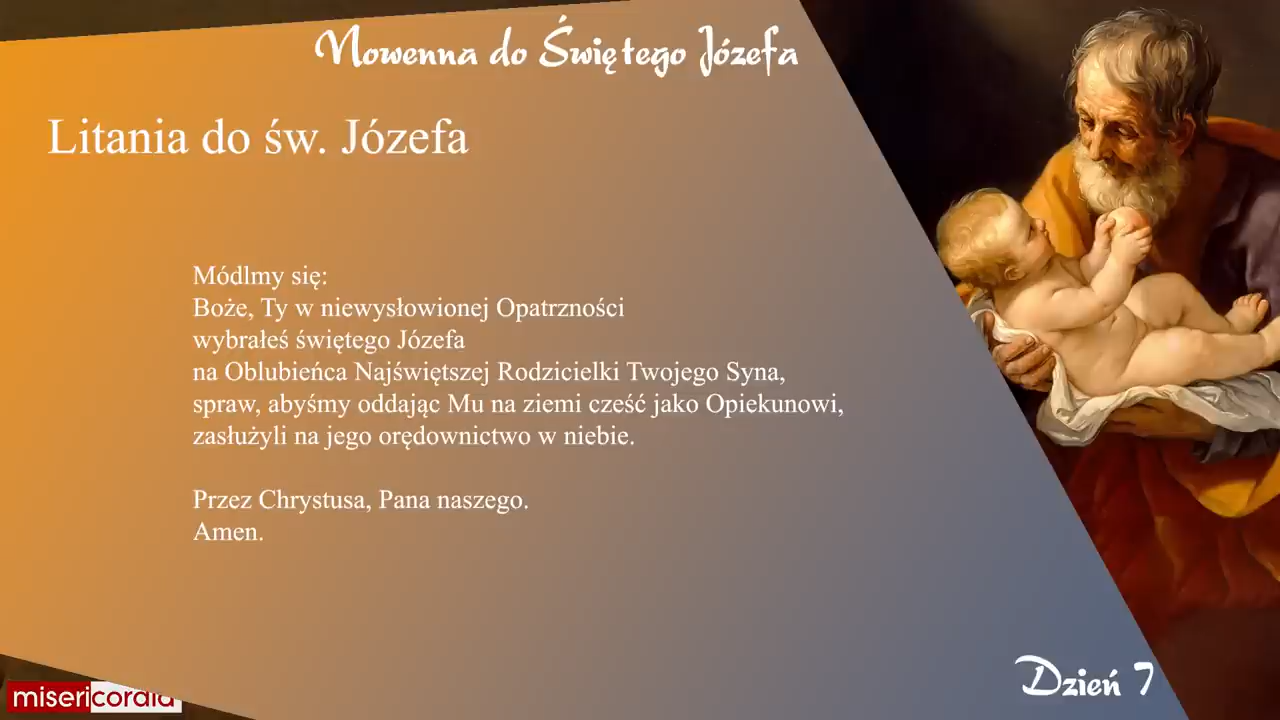 Nowenna do Świętego Józefa
Litania do św. Józefa
Módlmy się:
Boże, Ty w niewysłowionej Opatrzności
wybrałeś świętego Józefa
na Oblubieńca Najświętszej Rodzicielki Twojego Syna,
spraw, abyśmy oddając Mu na ziemi cześć jako Opiekunowi,
zasłużyli na jego orędownictwo w niebie.
Przez Chrystusa, Pana naszego.
Amen.
Dzień 7
misericordia